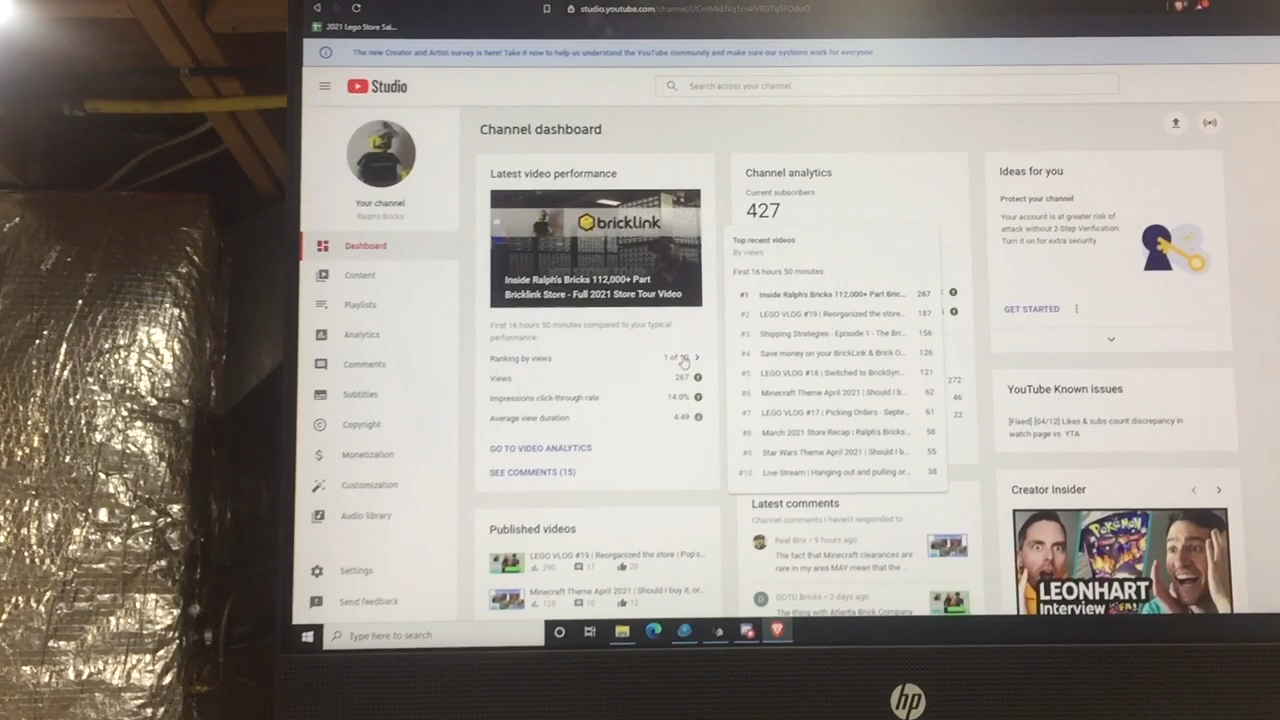 studio.youtube.com/channel/
2021 Lego Store Sal...
The new Creator and Artist survey is here! Take it now to help us understand the YouTube community and make sure our systems work for everyone
Studio
Search across your channel
Your channel
Ralph's Bricks
Dashboard
Content
Playlists
Analytics
Comments
Subtitles
Copyright
Monetization
Customization
Audio library
Settings
Send feedback
Channel dashboard
Latest video performance
bricklink
Inside Ralph's Bricks 112,000+ Part
Bricklink Store - Full 2021 Store Tour Video
First 16 hours 50 minutes compared to your typical
performance:
Ranking by views 1 of 10
Views 267
Impressions click-through rate 14.0%
Average view duration 4:49
GO TO VIDEO ANALYTICS
SEE COMMENTS (15)
Published videos
LEGO VLOG #19 | Reorganized the store | Pop's...
290 17 20
Minecraft Theme April 2021 | Should I buy it, or...
128 10 12
Channel analytics
Current subscribers
427
Top recent videos
By views
First 16 hours 50 minutes:
#1 Inside Ralph's Bricks 112,000+ Part Bric... 267
#2 LEGO VLOG #19 | Reorganized the store... 187
#3 Shipping Strategies - Episode 1 - The Bri... 156
#4 Save money on your BrickLink & Brick O... 126
#5 LEGO VLOG #18 | Switched to BrickSyn... 121
#6 Minecraft Theme April 2021 | Should I b... 62
#7 LEGO VLOG #17 | Picking Orders - Septe... 61
#8 March 2021 Store Recap | Ralph's Bricks... 58
#9 Star Wars Theme April 2021 | Should I b... 55
#10 Live Stream | Hanging out and pulling or... 38
272
46
22
Latest comments
Channel comments I haven't responded to
Real Box • 9 hours ago
The fact that Minecraft clearances are
rare in my area MAY mean that the ...
DOTU Bricks • 2 days ago
The thing with Atlanta Brick Company
Ideas for you
Protect your channel
Your account is at greater risk of
attack without 2-Step Verification.
Turn it on for extra security
GET STARTED
YouTube Known issues
[Fixed] [04/12] Likes & subs count discrepancy in
watch page vs. YTA
Creator Insider
POKéMON
LEONHART
Interview
Type here to search
hp